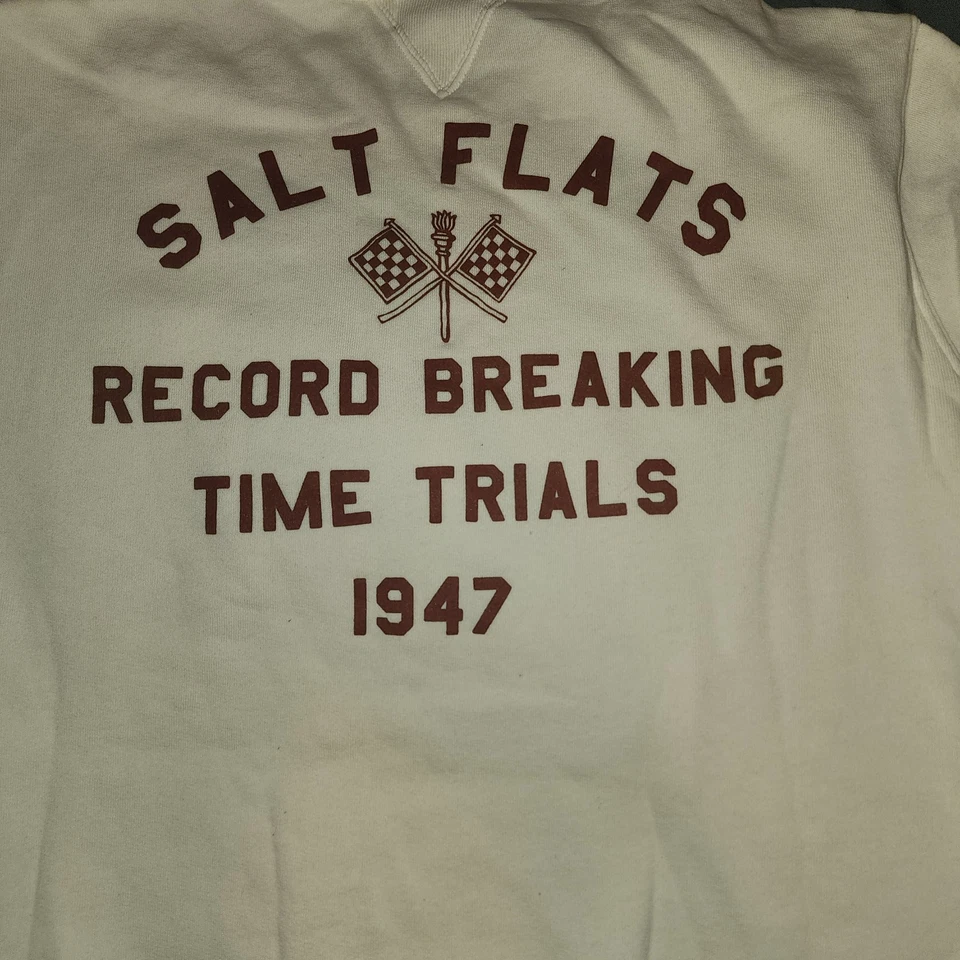 SALT FLATS
RECORD BREAKING
TIME TRIALS
1947